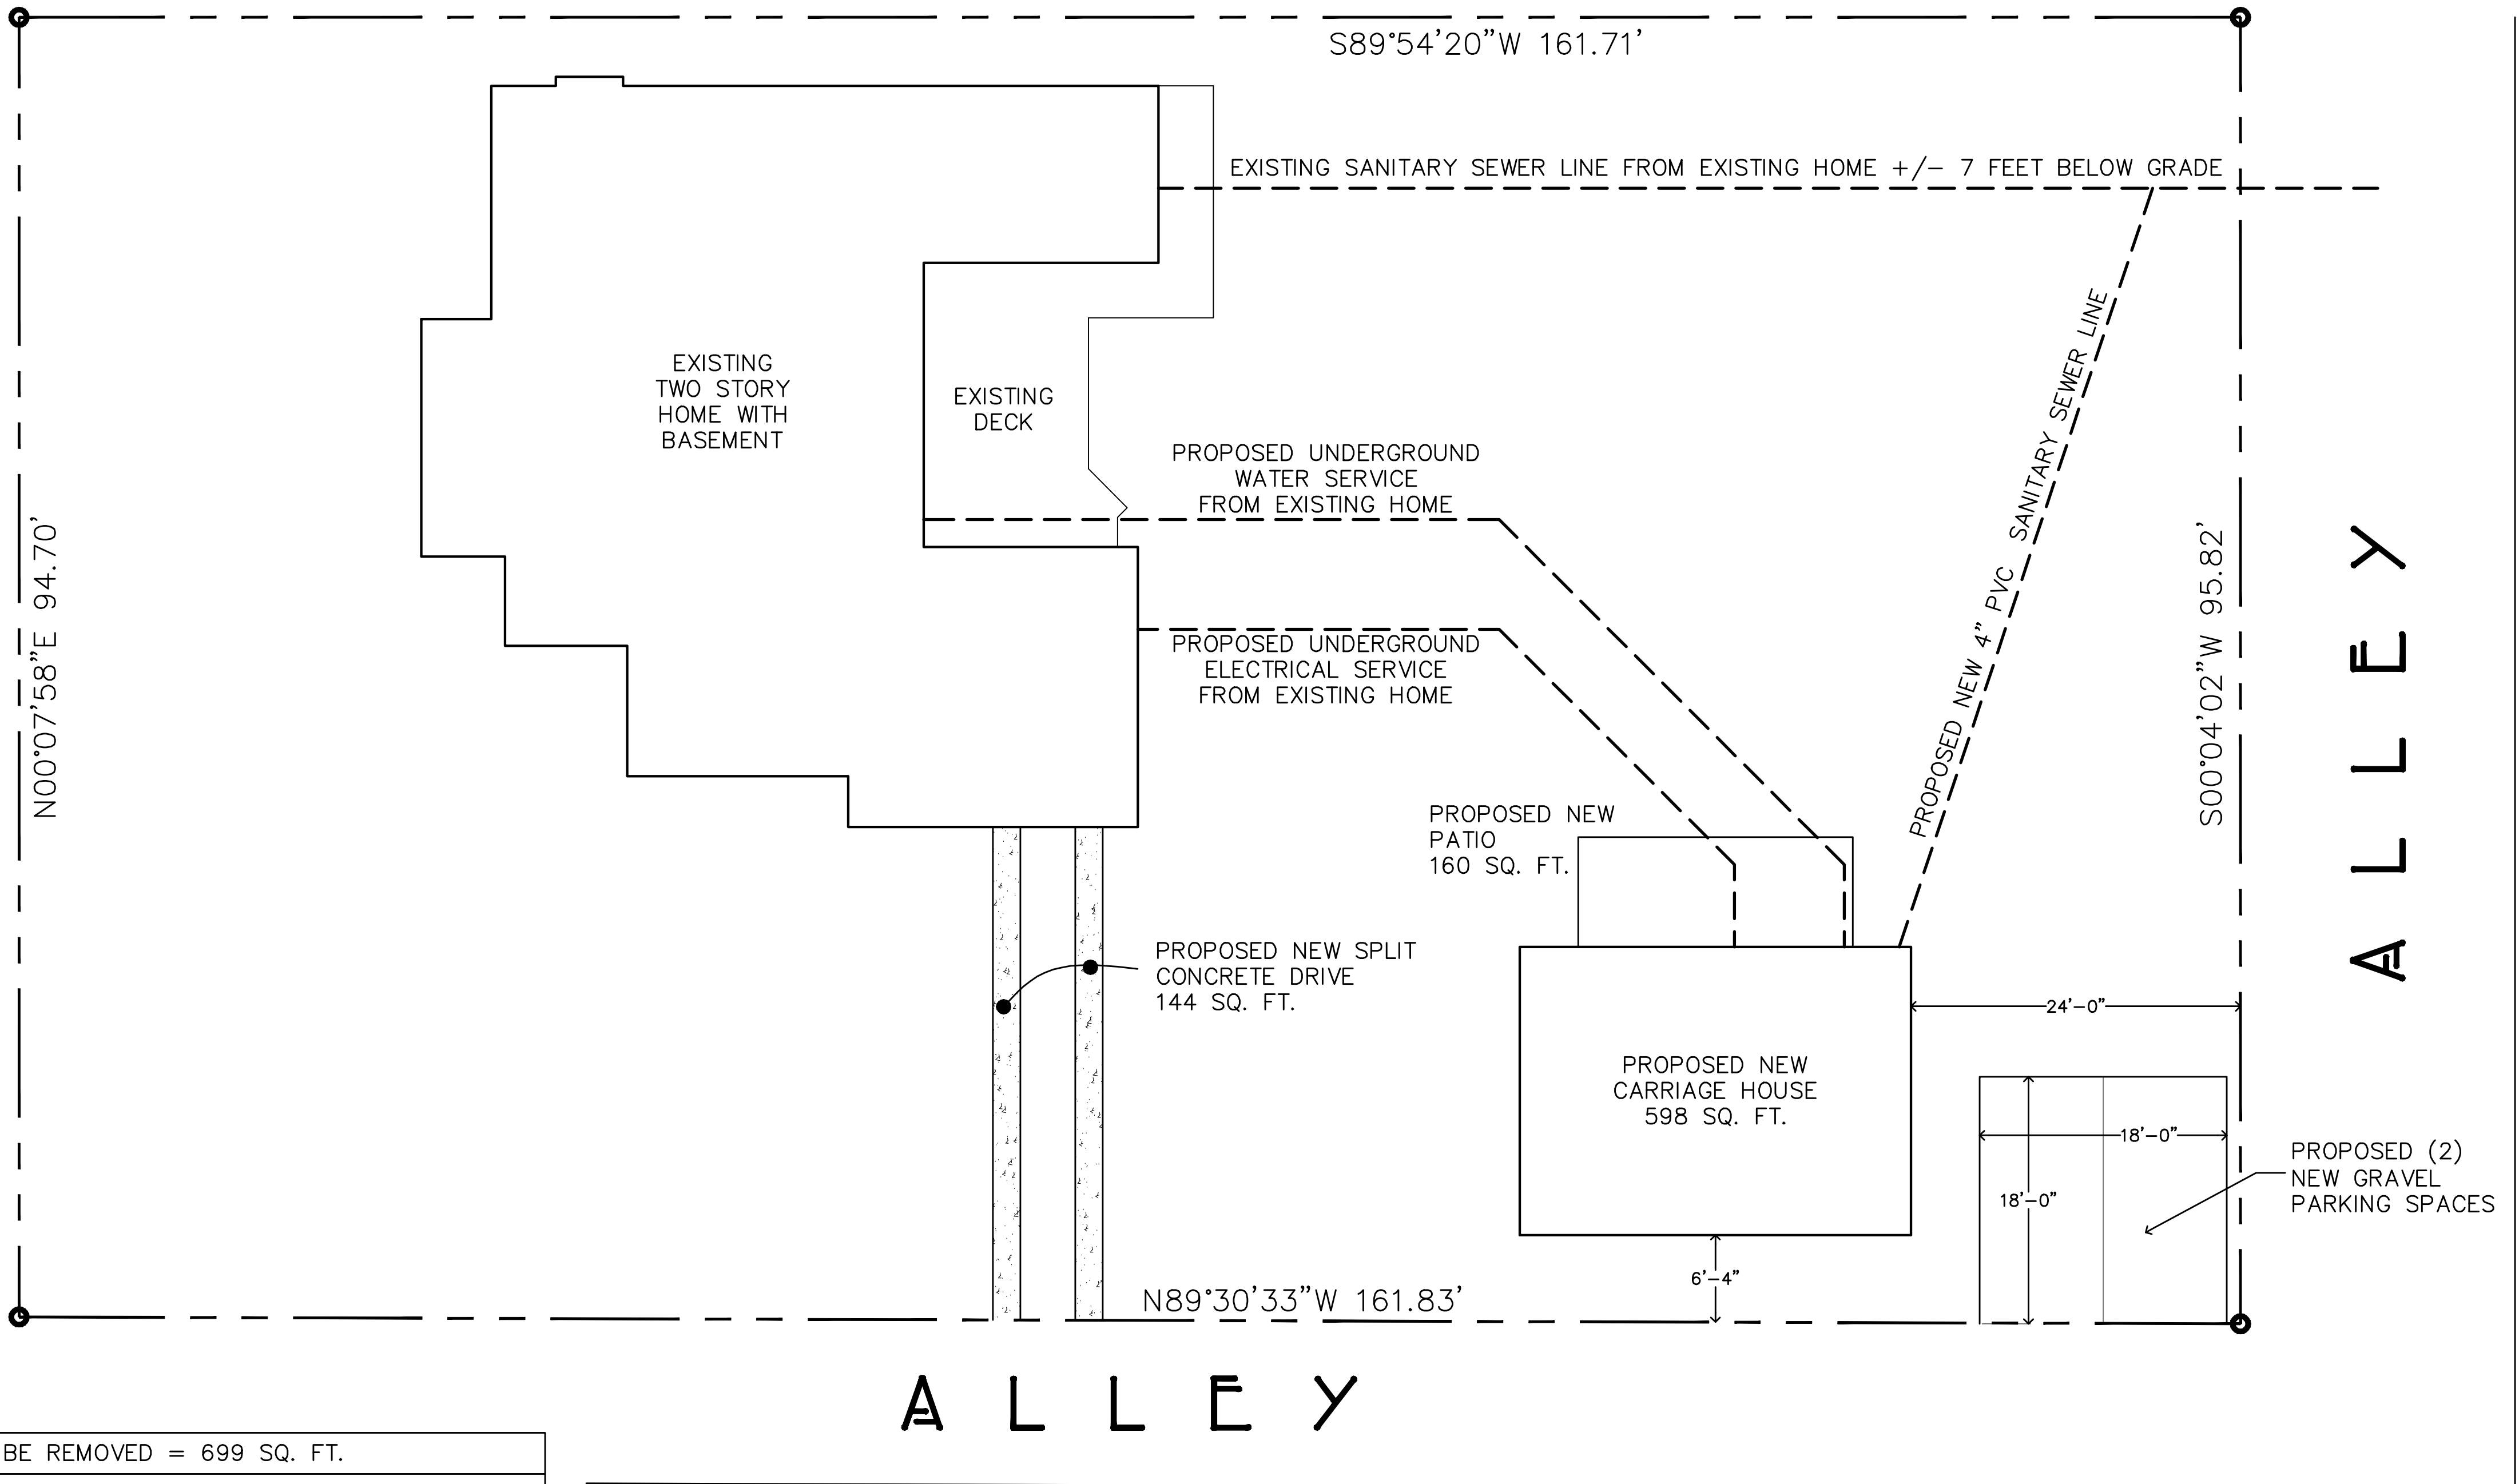 S89°54'20"W 161.71'
EXISTING SANITARY SEWER LINE FROM EXISTING HOME +/- 7 FEET BELOW GRADE
EXISTING
TWO STORY
HOME WITH
BASEMENT
EXISTING
DECK
PROPOSED UNDERGROUND
WATER SERVICE
FROM EXISTING HOME
PROPOSED UNDERGROUND
ELECTRICAL SERVICE
FROM EXISTING HOME
PROPOSED NEW 4" PVC SANITARY SEWER LINE
N00°07'58"E 94.70'
S00°04'02"W 95.82'
ALLEY
PROPOSED NEW
PATIO
160 SQ. FT.
PROPOSED NEW SPLIT
CONCRETE DRIVE
144 SQ. FT.
24'-0"
PROPOSED NEW
CARRIAGE HOUSE
598 SQ. FT.
18'-0"
18'-0"
PROPOSED (2)
NEW GRAVEL
PARKING SPACES
6'-4"
N89°30'33"W 161.83'
ALLEY
BE REMOVED = 699 SQ. FT.